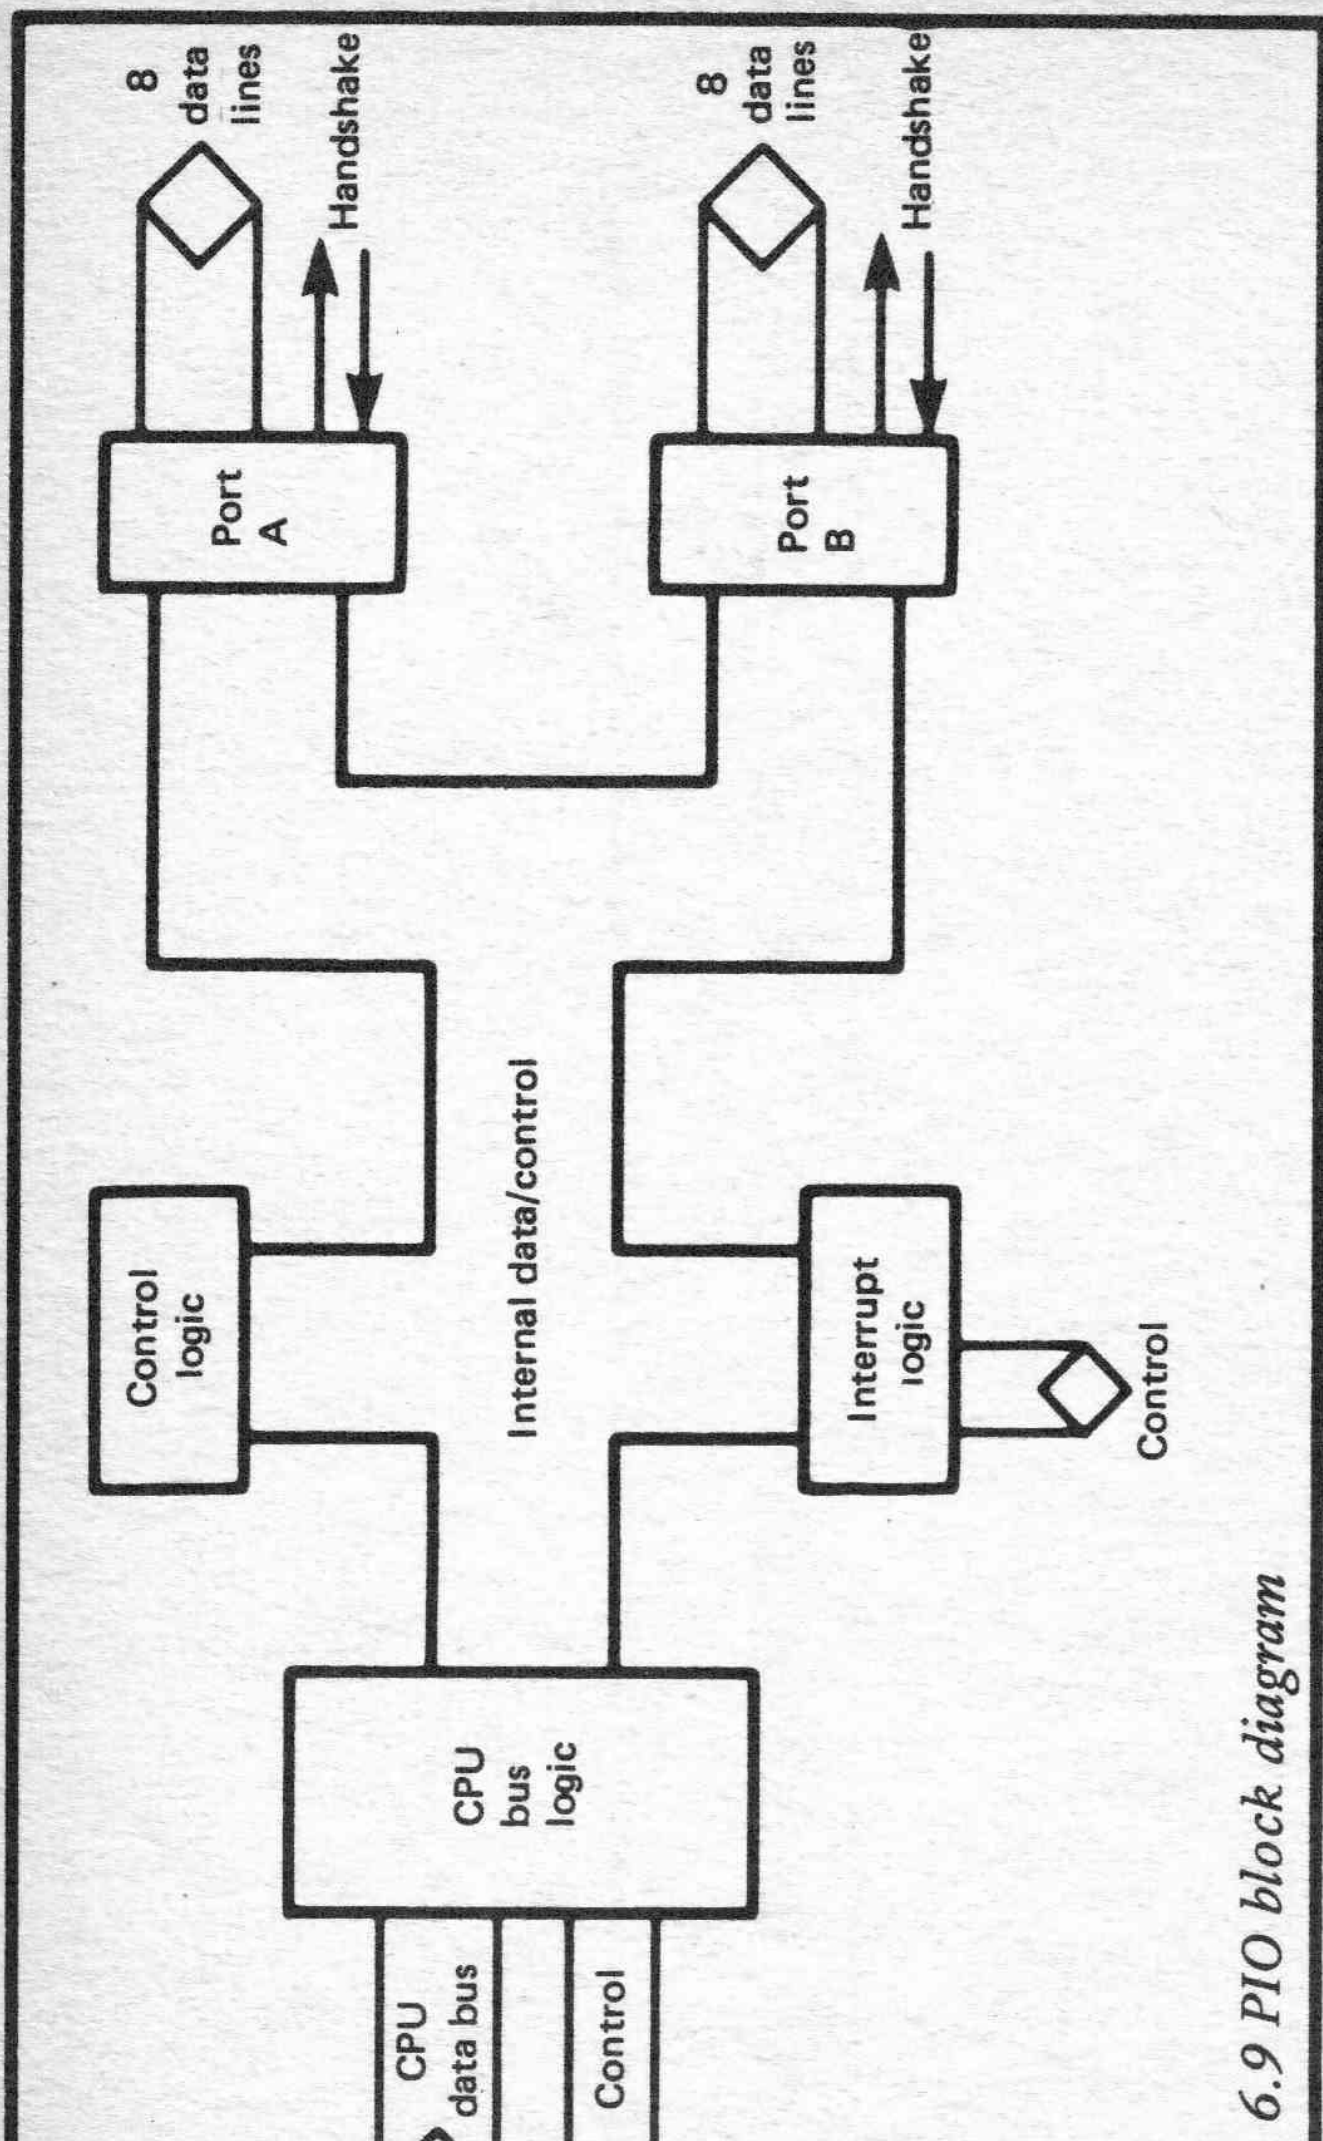 CPU
data bus
Control
CPU
bus
logic
Control
logic
Internal data/control
Interrupt
logic
Control
Port
A
8
data
lines
Handshake
Port
B
8
data
lines
Handshake
6.9 PIO block diagram